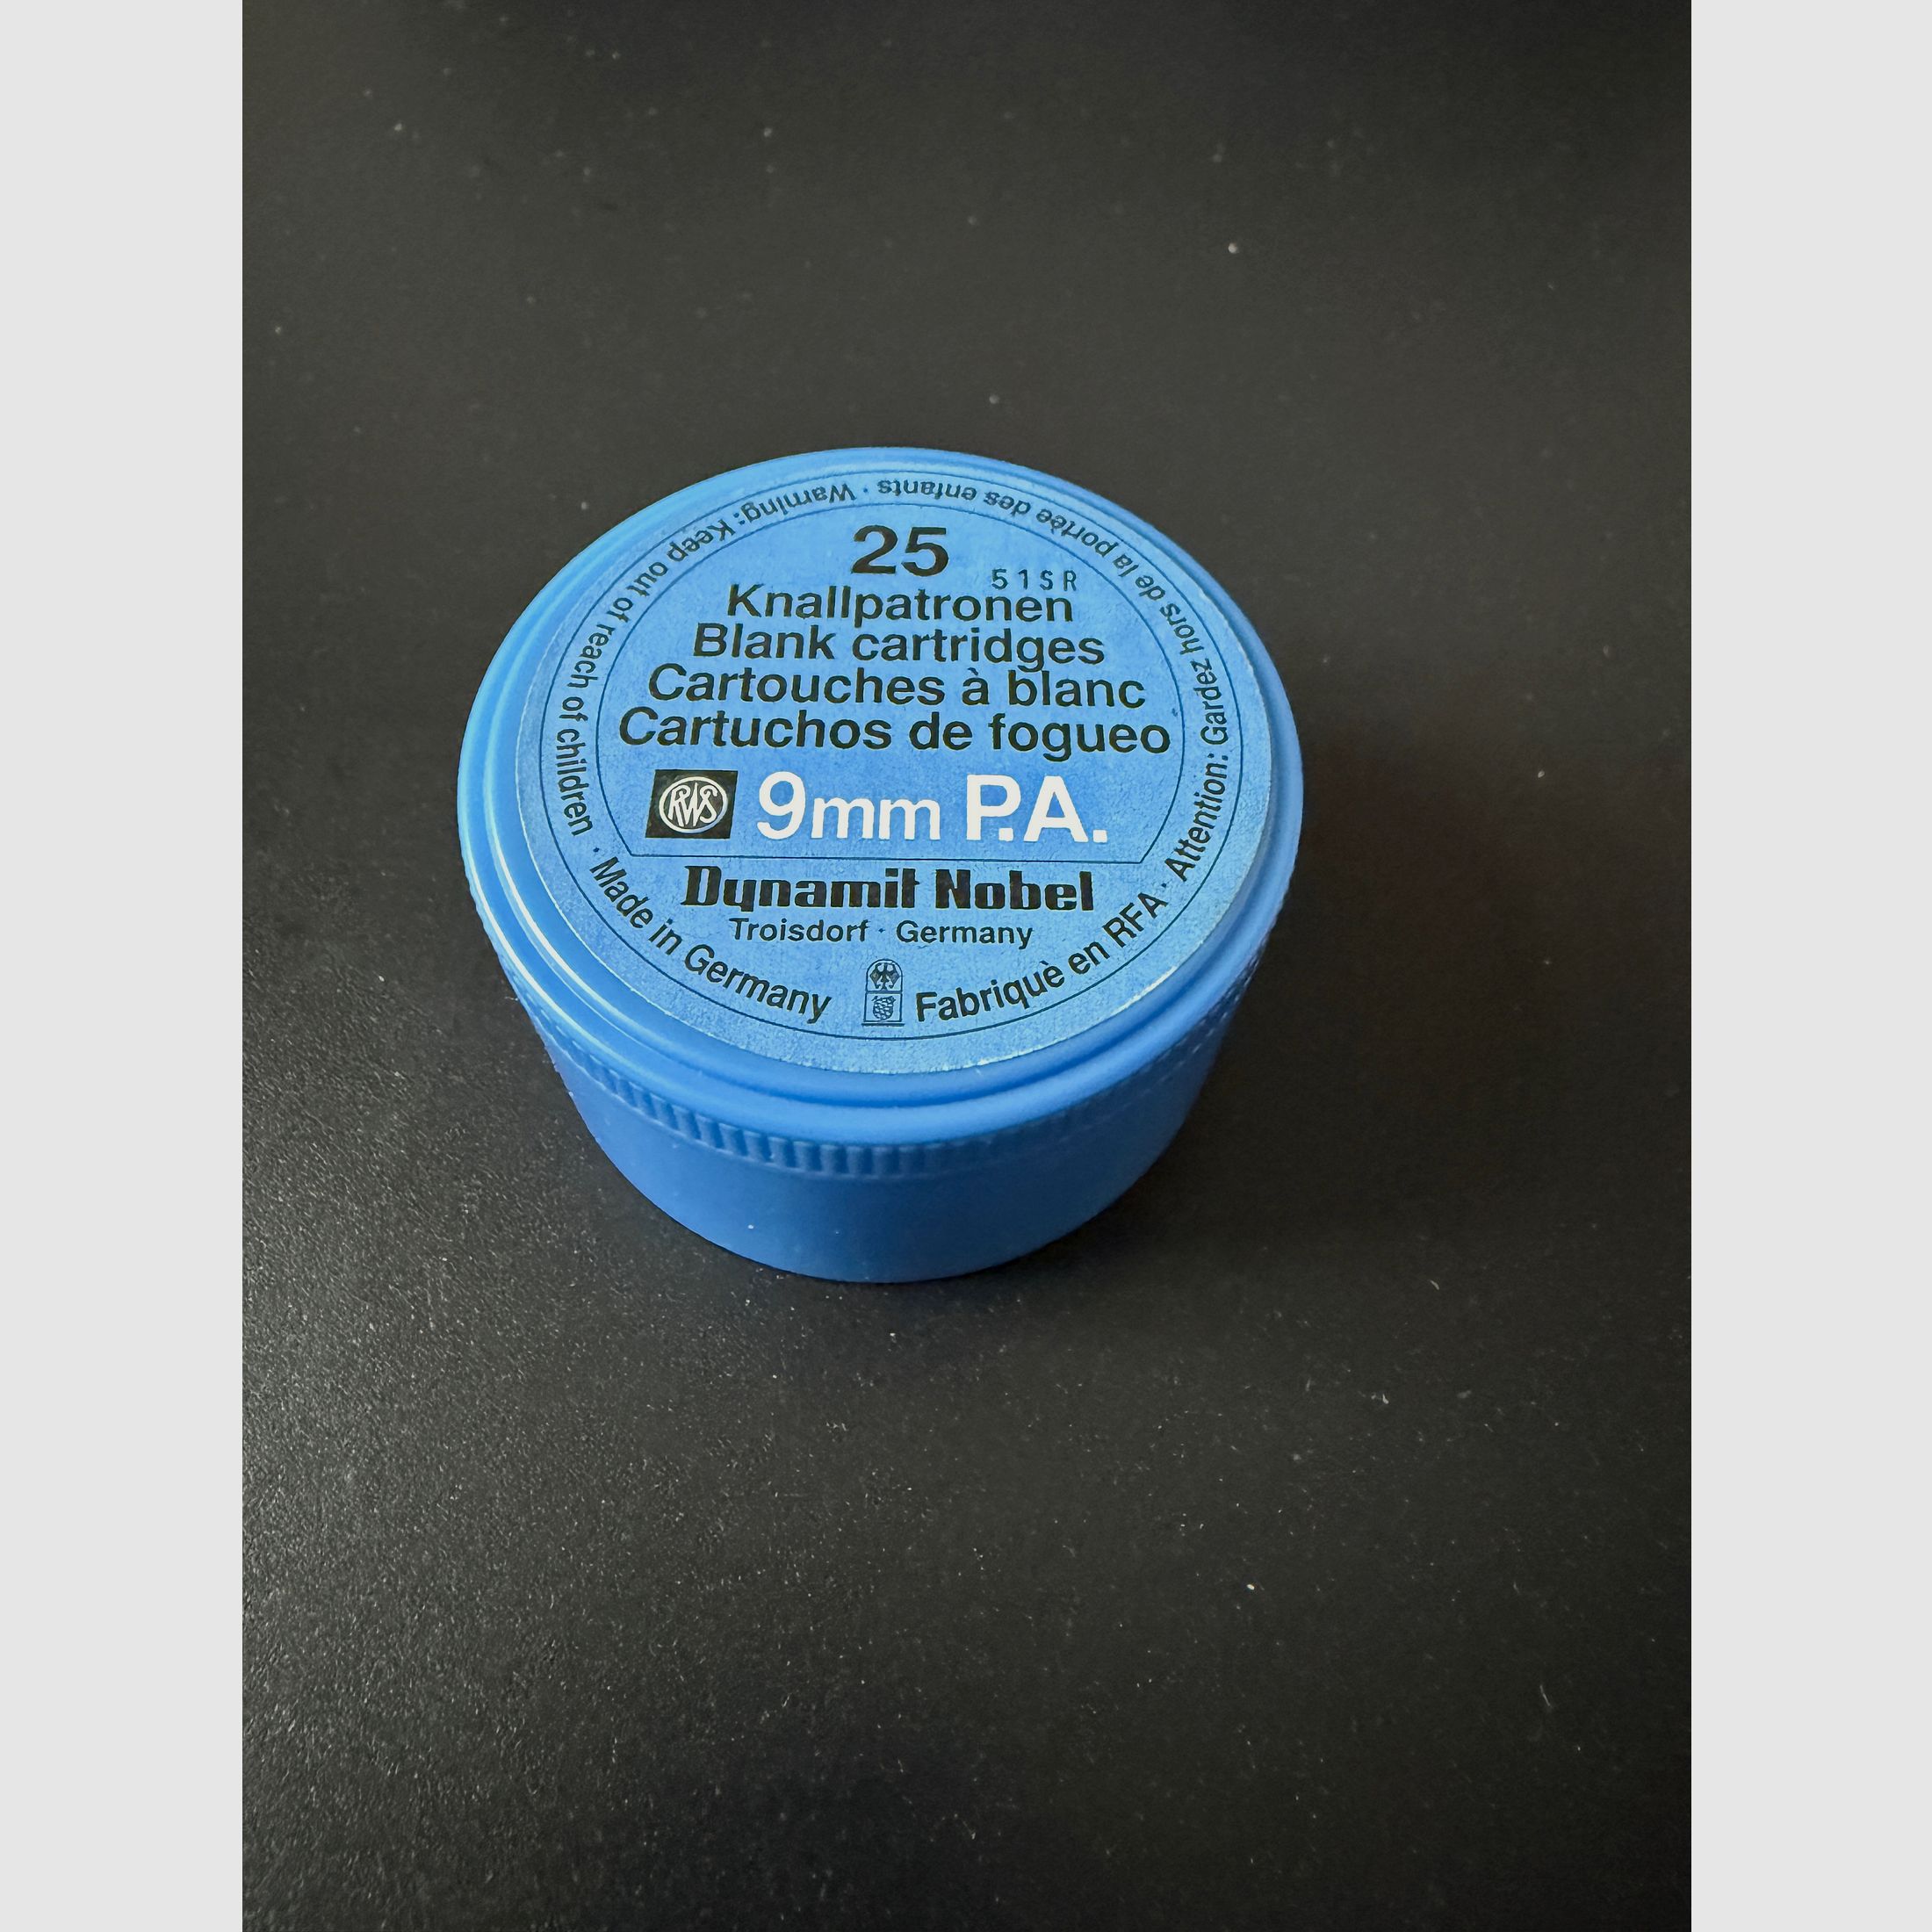 25
51SR
Knallpatronen
Blank cartridges
Cartouches à blanc
Cartuchos de fogueo
RWS 9mm P.A.
Dynamit Nobel
Troisdorf · Germany
Warning: Keep out of reach of children · Made in Germany
Fabriquè en RFA · Attention: Gardez hors de la portèe des enfants ·